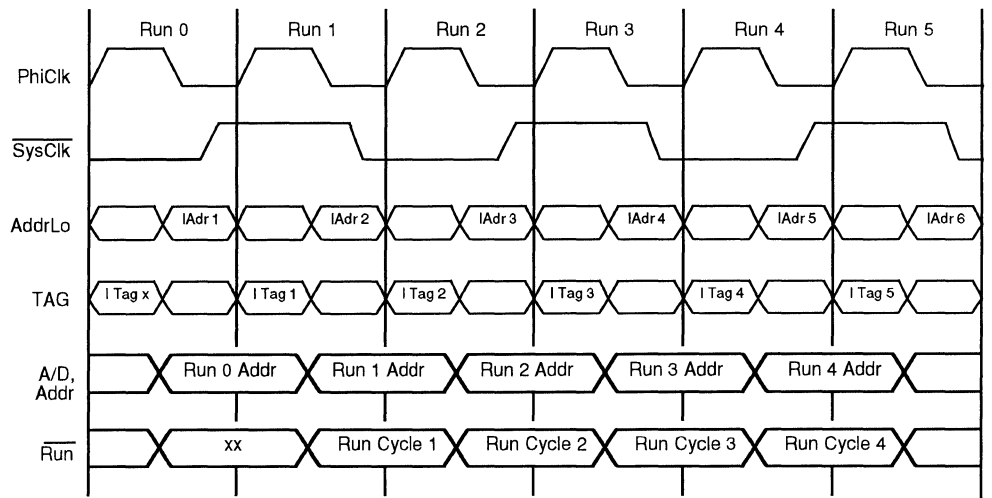 Run 0 Run 1 Run 2 Run 3 Run 4 Run 5
PhiClk
SysClk
AddrLo IAdr 1 IAdr 2 IAdr 3 IAdr 4 IAdr 5 IAdr 6
TAG I Tag x I Tag 1 I Tag 2 I Tag 3 I Tag 4 I Tag 5
A/D, Run 0 Addr Run 1 Addr Run 2 Addr Run 3 Addr Run 4 Addr
Addr
Run xx Run Cycle 1 Run Cycle 2 Run Cycle 3 Run Cycle 4